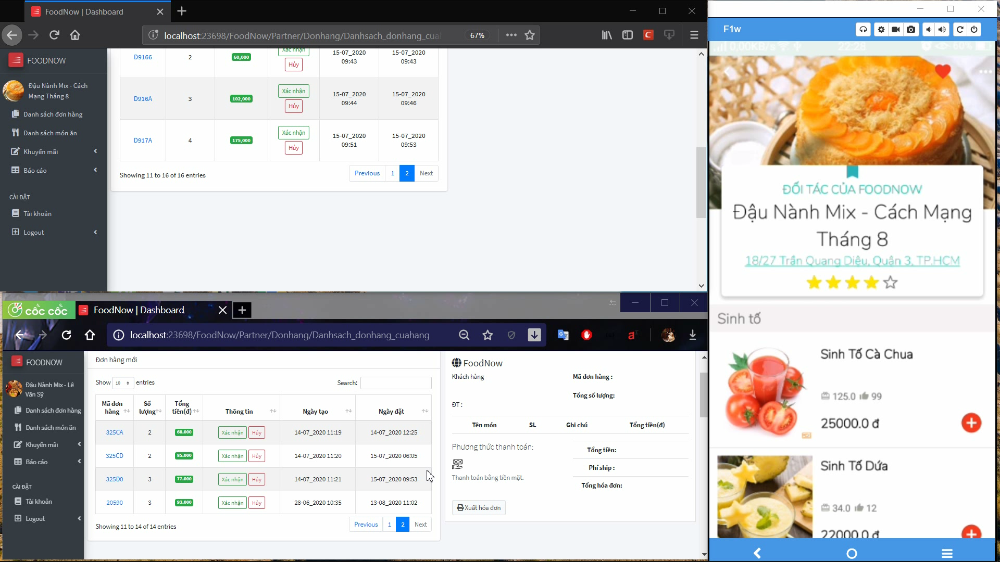 FoodNow | Dashboard
localhost:23698/FoodNow/Partner/Donhang/Danhsach_donhang_cual
67%
FOODNOW
Đậu Nành Mix - Cách
Mạng Tháng 8
Danh sách đơn hàng
Danh sách món ăn
Khuyến mãi
Báo cáo
CÀI ĐẶT
Tài khoản
Logout
D9166 2 60,000 Xác nhận Hủy 15-07_2020 09:43 15-07_2020 09:43
D916A 3 102,000 Xác nhận Hủy 15-07_2020 09:44 15-07_2020 09:46
D917A 4 175,000 Xác nhận Hủy 15-07_2020 09:51 15-07_2020 09:53
Showing 11 to 16 of 16 entries
Previous 1 2 Next
CỐC CỐC
FoodNow | Dashboard
localhost:23698/FoodNow/Partner/Donhang/Danhsach_donhang_cuahang
FOODNOW
Đậu Nành Mix - Lê
Văn Sỹ
Danh sách đơn hàng
Danh sách món ăn
Khuyến mãi
Báo cáo
CÀI ĐẶT
Tài khoản
Logout
Đơn hàng mới
Show 10 entries
Search:
Mã đơn hàng Số lượng Tổng tiền(đ) Thông tin Ngày tạo Ngày đặt
325CA 2 60.000 Xác nhận Hủy 14-07_2020 11:19 14-07_2020 12:25
325CD 2 85.000 Xác nhận Hủy 14-07_2020 11:20 15-07_2020 06:05
325D0 3 77.000 Xác nhận Hủy 14-07_2020 11:21 15-07_2020 09:53
20590 3 93.000 Xác nhận Hủy 28-06_2020 10:35 13-08_2020 11:02
Showing 11 to 14 of 14 entries
Previous 1 2 Next
FoodNow
Khách hàng
Mã đơn hàng :
Tổng số lượng:
ĐT :
Tên món SL Ghi chú Tổng tiền(đ)
Phương thức thanh toán:
Thanh toán bằng tiền mặt.
Tổng tiền:
Phí ship :
Tổng hóa đơn:
Xuất hóa đơn
F1w
0,00KB/s 22:28 60%
ĐỐI TÁC CỦA FOODNOW
Đậu Nành Mix - Cách Mạng
Tháng 8
18/27 Trần Quang Diệu, Quận 3, TP.HCM
Sinh tố
Sinh Tố Cà Chua
125.0 99
25000.0 đ
Sinh Tố Dứa
34.0 12
22000.0 đ